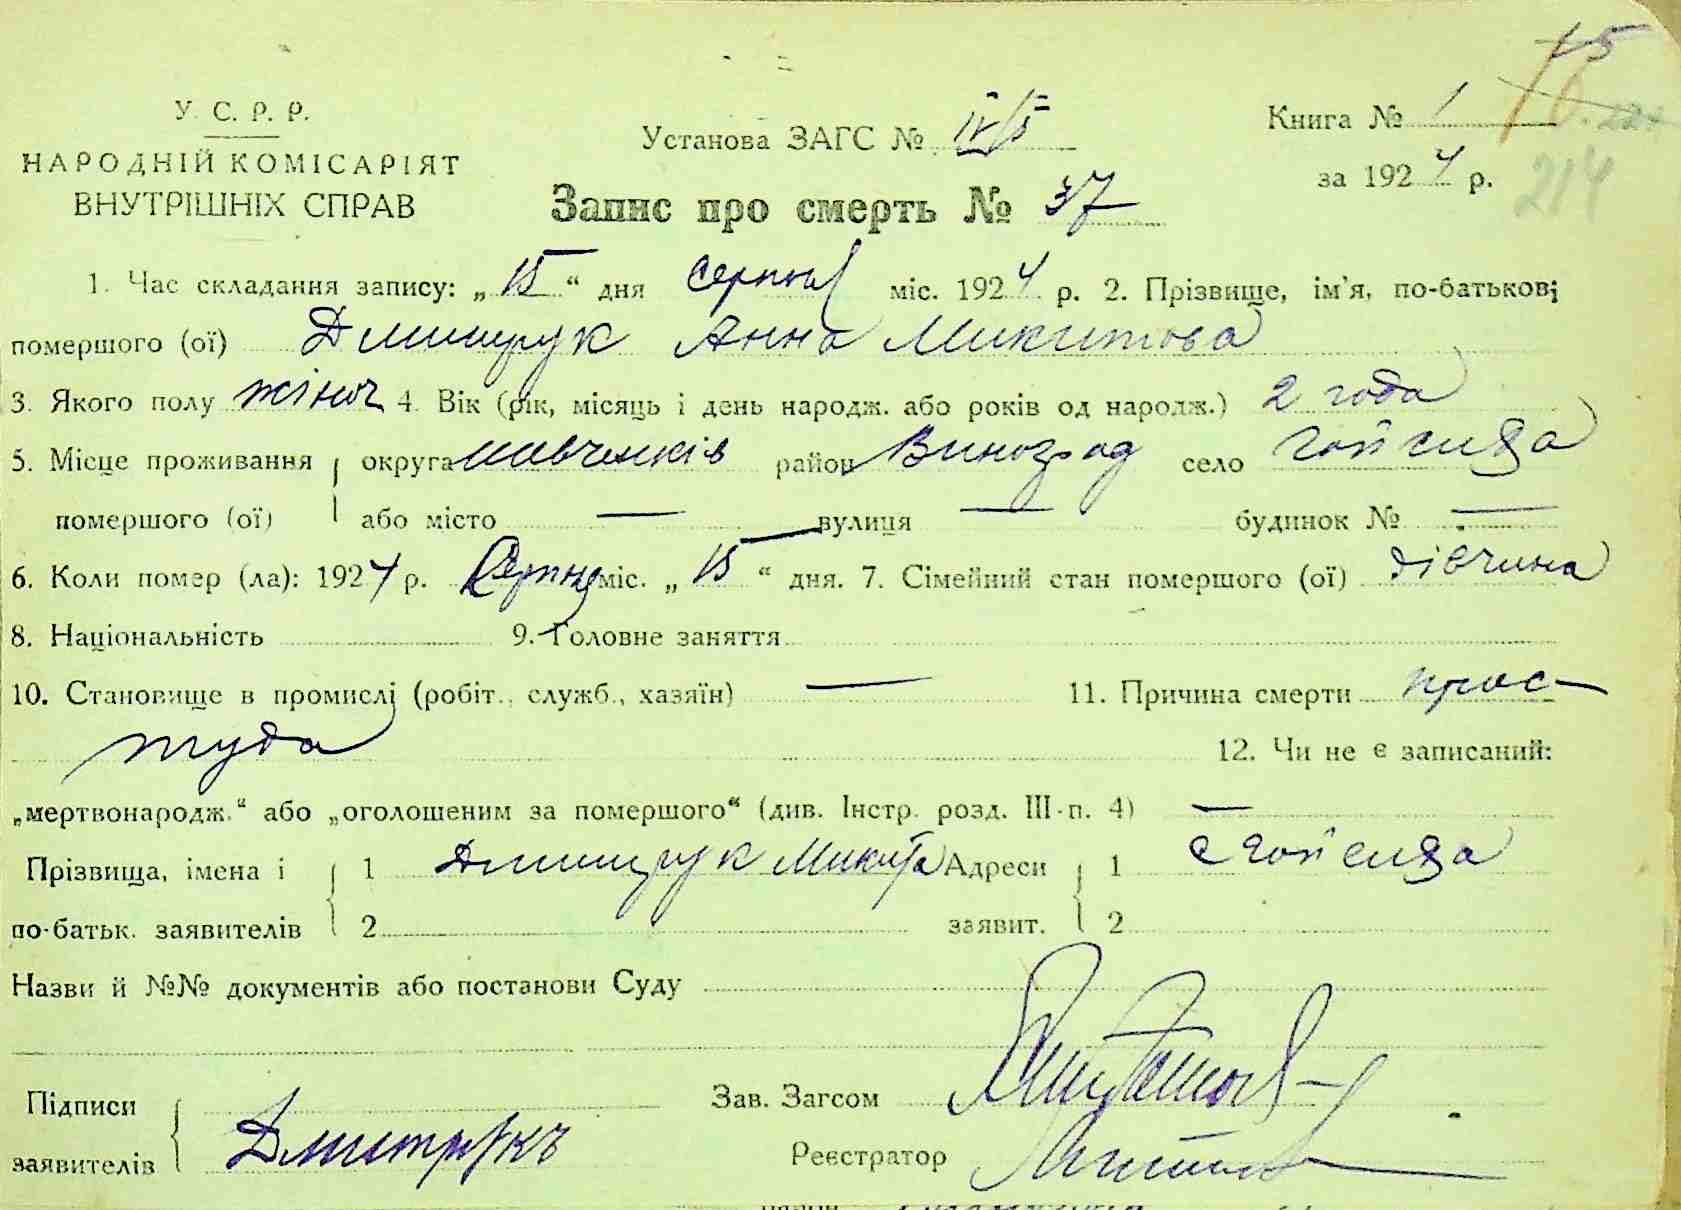 15
У. С. Р. Р.
НАРОДНІЙ КОМІСАРІЯТ
ВНУТРІШНІХ СПРАВ
Установа ЗАГС № IV/5
Книга № 1
за 1924 р.
214
Запис про смерть № 37
1. Час складання запису: „15“ дня серпня міс. 1924 р. 2. Прізвище, ім'я, по-батькові
помершого (ої) Дмитрук Анна Микитова
3. Якого полу жіноч 4. Вік (рік, місяць і день народж. або років од народж.) 2 года
5. Місце проживання округа район Виноград село
помершого (ої) або місто — вулиця — будинок № —
6. Коли помер (ла): 1924 р. Серпня міс. „15“ дня. 7. Сімейний стан помершого (ої) дівчина
8. Національність 9. Головне заняття
10. Становище в промислі (робіт., служб., хазяїн) — 11. Причина смерти прос-
туда 12. Чи не є записаний:
„мертвонародж.“ або „оголошеним за помершого“ (див. Інстр. розд. III-п. 4) —
Прізвища, імена і 1 Дмитрук Микита Адреси 1 с
по-батьк. заявителів 2 заявит. 2
Назви й №№ документів або постанови Суду
Підписи Зав. Загсом
заявителів Дмитрукъ Реєстратор